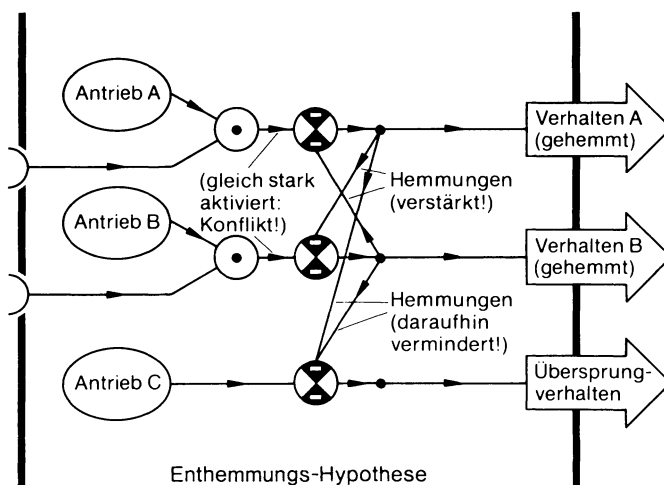 Antrieb A
Verhalten A
(gehemmt)
(gleich stark
aktiviert:
Konflikt!)
Hemmungen
(verstärkt!)
Antrieb B
Verhalten B
(gehemmt)
Hemmungen
(daraufhin
vermindert!)
Antrieb C
Übersprung-
verhalten
Enthemmungs-Hypothese